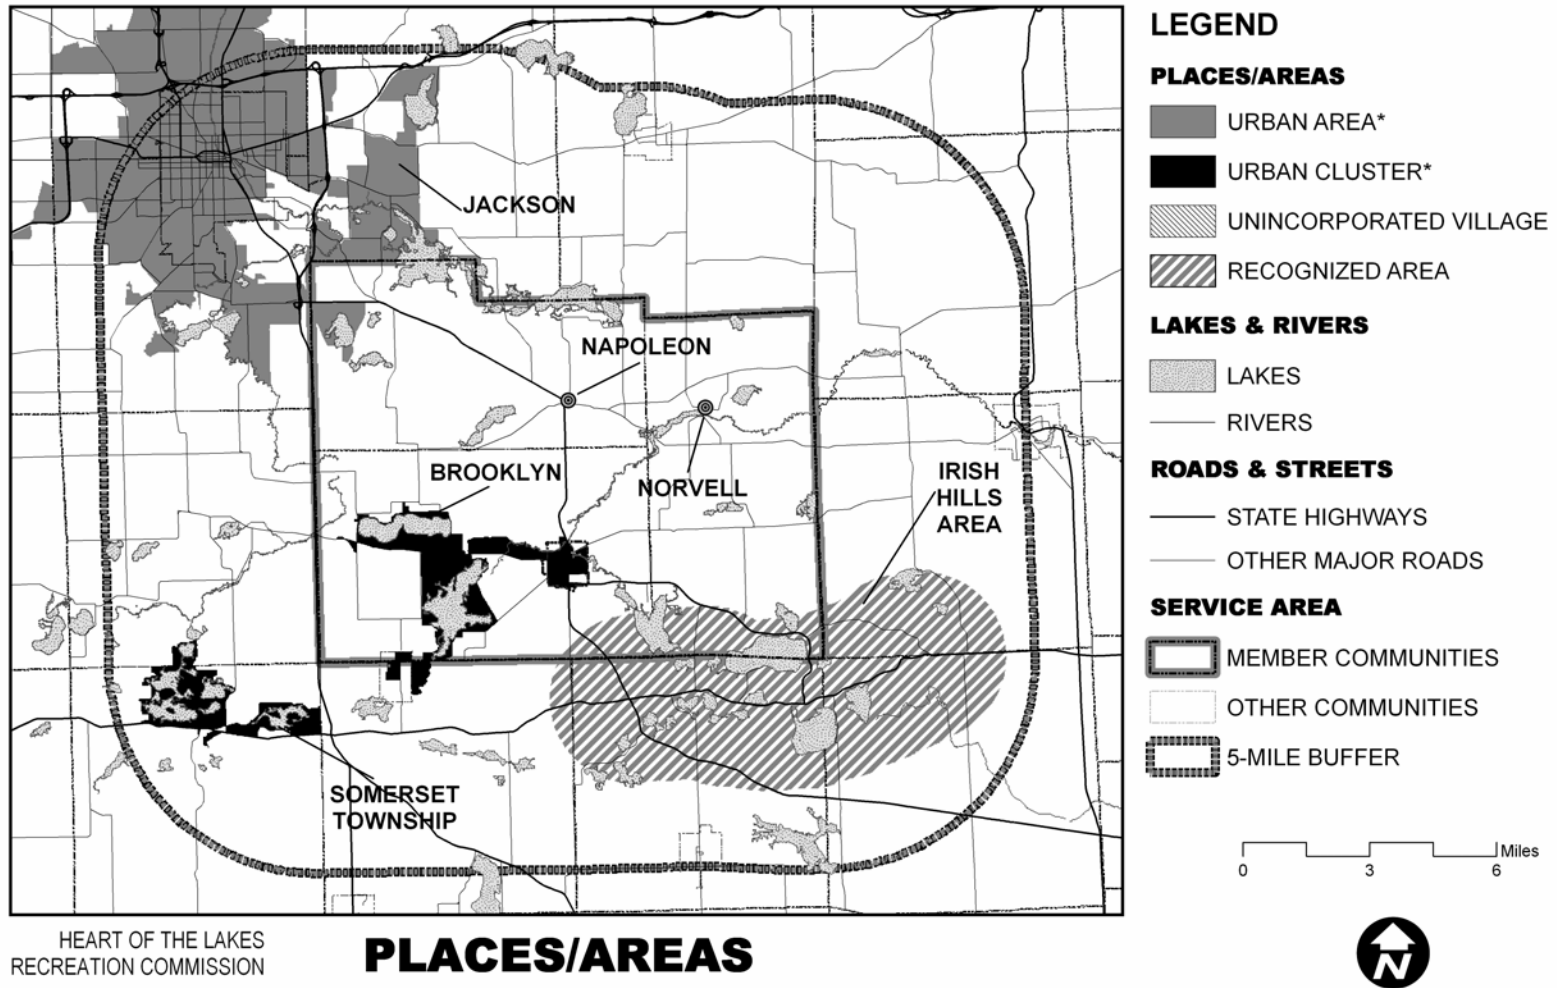 JACKSON
NAPOLEON
BROOKLYN
NORVELL
IRISH
HILLS
AREA
SOMERSET
TOWNSHIP
LEGEND
PLACES/AREAS
URBAN AREA*
URBAN CLUSTER*
UNINCORPORATED VILLAGE
RECOGNIZED AREA
LAKES & RIVERS
LAKES
RIVERS
ROADS & STREETS
STATE HIGHWAYS
OTHER MAJOR ROADS
SERVICE AREA
MEMBER COMMUNITIES
OTHER COMMUNITIES
5-MILE BUFFER
Miles
0 3 6
HEART OF THE LAKES
RECREATION COMMISSION
PLACES/AREAS
N